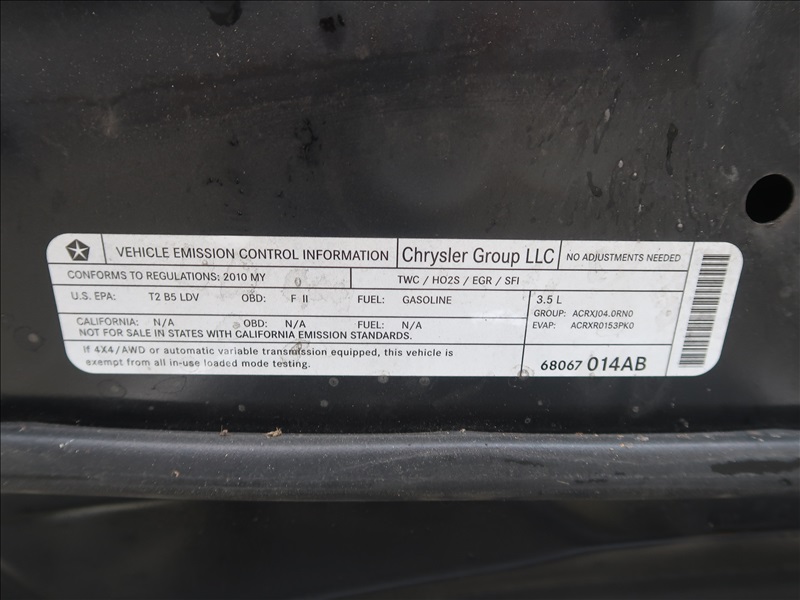 VEHICLE EMISSION CONTROL INFORMATION Chrysler Group LLC NO ADJUSTMENTS NEEDED
CONFORMS TO REGULATIONS: 2010 MY TWC / HO2S / EGR / SFI
U.S. EPA: T2 B5 LDV OBD: F II FUEL: GASOLINE 3.5 L
GROUP: ACRXJ04.0RN0
CALIFORNIA: N/A OBD: N/A FUEL: N/A EVAP: ACRXR0153PK0
NOT FOR SALE IN STATES WITH CALIFORNIA EMISSION STANDARDS.
If 4X4/AWD or automatic variable transmission equipped, this vehicle is
exempt from all in-use loaded mode testing.
68067 014AB